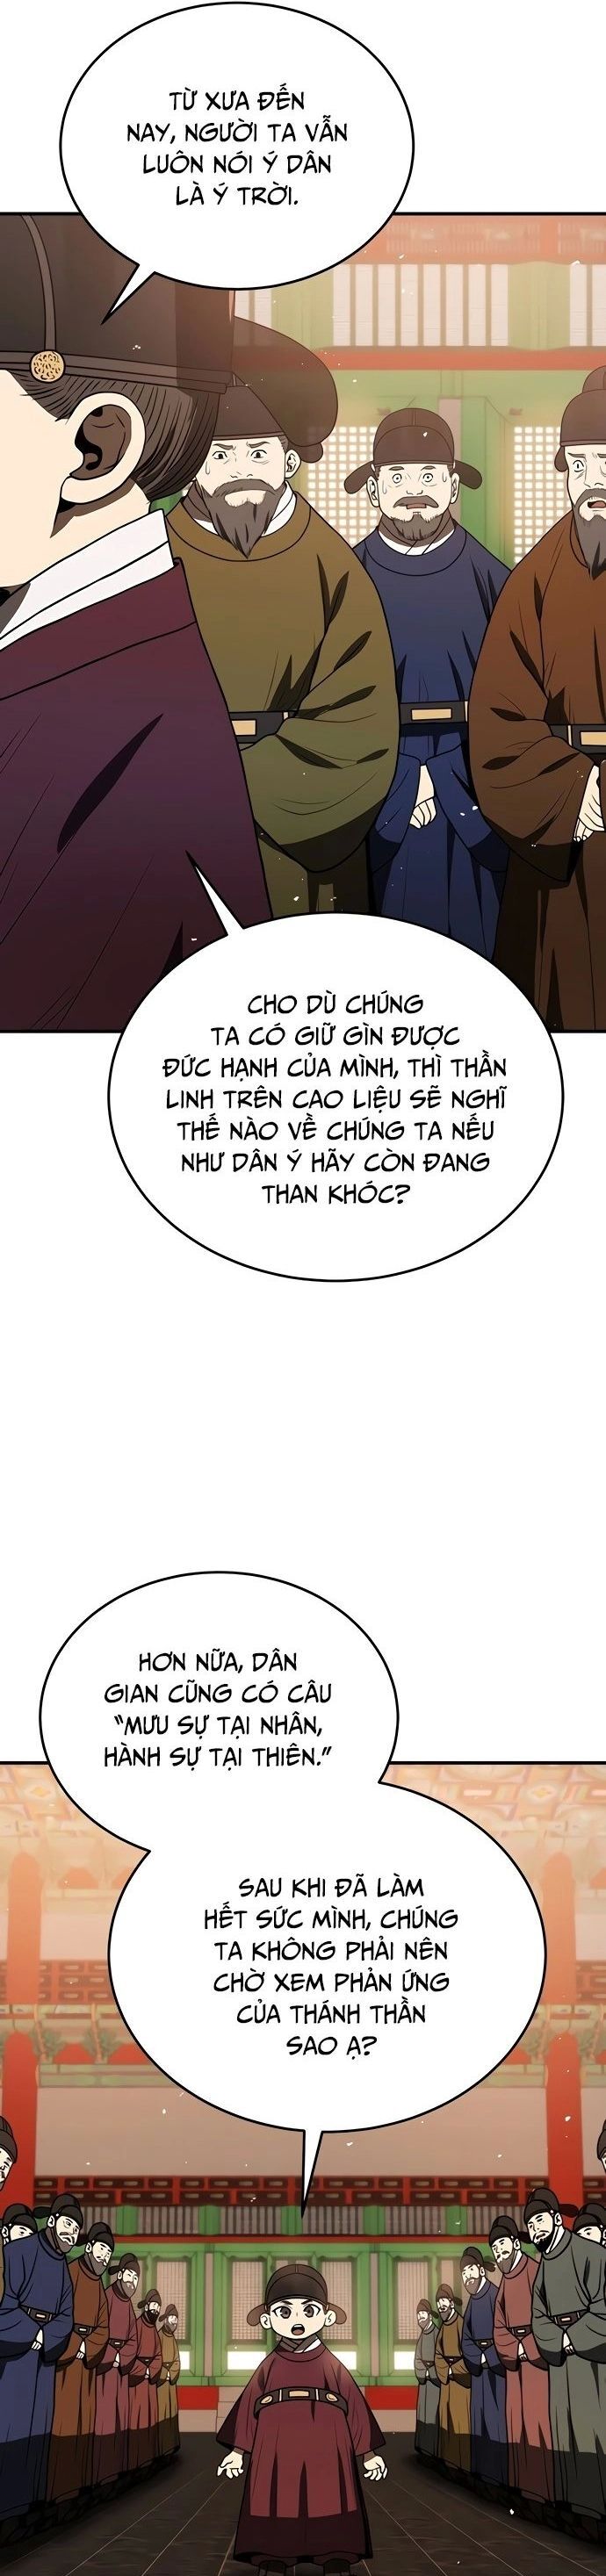 TỪ XƯA ĐẾN
NAY, NGƯỜI TA VẪN
LUÔN NÓI Ý DÂN
LÀ Ý TRỜI.
CHO DÙ CHÚNG
TA CÓ GIỮ GÌN ĐƯỢC
ĐỨC HẠNH CỦA MÌNH, THÌ THẦN
LINH TRÊN CAO LIỆU SẼ NGHĨ
THẾ NÀO VỀ CHÚNG TA NẾU
NHƯ DÂN Ý HÃY CÒN ĐANG
THAN KHÓC?
HƠN NỮA, DÂN
GIAN CŨNG CÓ CÂU
"MƯU SỰ TẠI NHÂN,
HÀNH SỰ TẠI THIÊN."
SAU KHI ĐÃ LÀM
HẾT SỨC MÌNH, CHÚNG
TA KHÔNG PHẢI NÊN
CHỜ XEM PHẢN ỨNG
CỦA THÁNH THẦN
SAO Ạ?